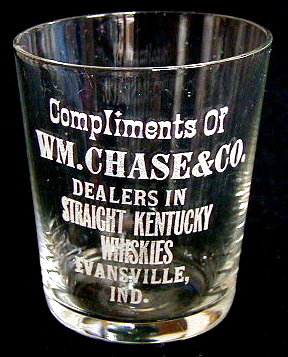 Compliments Of
WM. CHASE & CO.
DEALERS IN
STRAIGHT KENTUCKY
WHISKIES
EVANSVILLE,
IND.